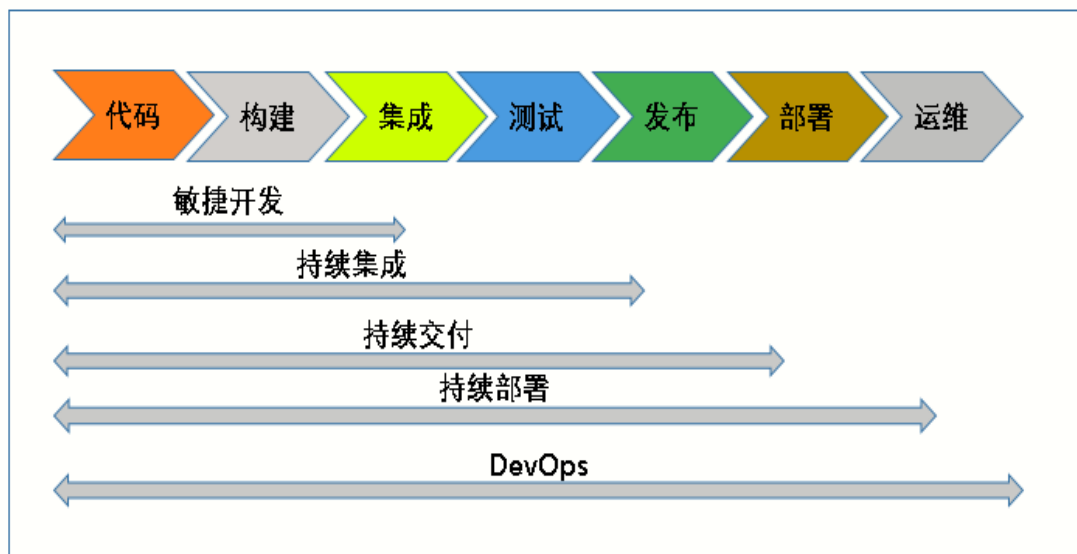 代码 构建 集成 测试 发布 部署 运维
敏捷开发
持续集成
持续交付
持续部署
DevOps